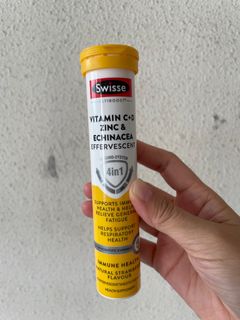 Swisse
ULTIBOOST
VITAMIN C+D
ZINC &
ECHINACEA
EFFERVESCENT
4in1
SUPPORTS IMMUNE
HEALTH & HELPS
RELIEVE GENERAL
FATIGUE
HELPS SUPPORT
RESPIRATORY
HEALTH
IMMUNE HEALTH
NATURAL STRAWBERRY
FLAVOUR